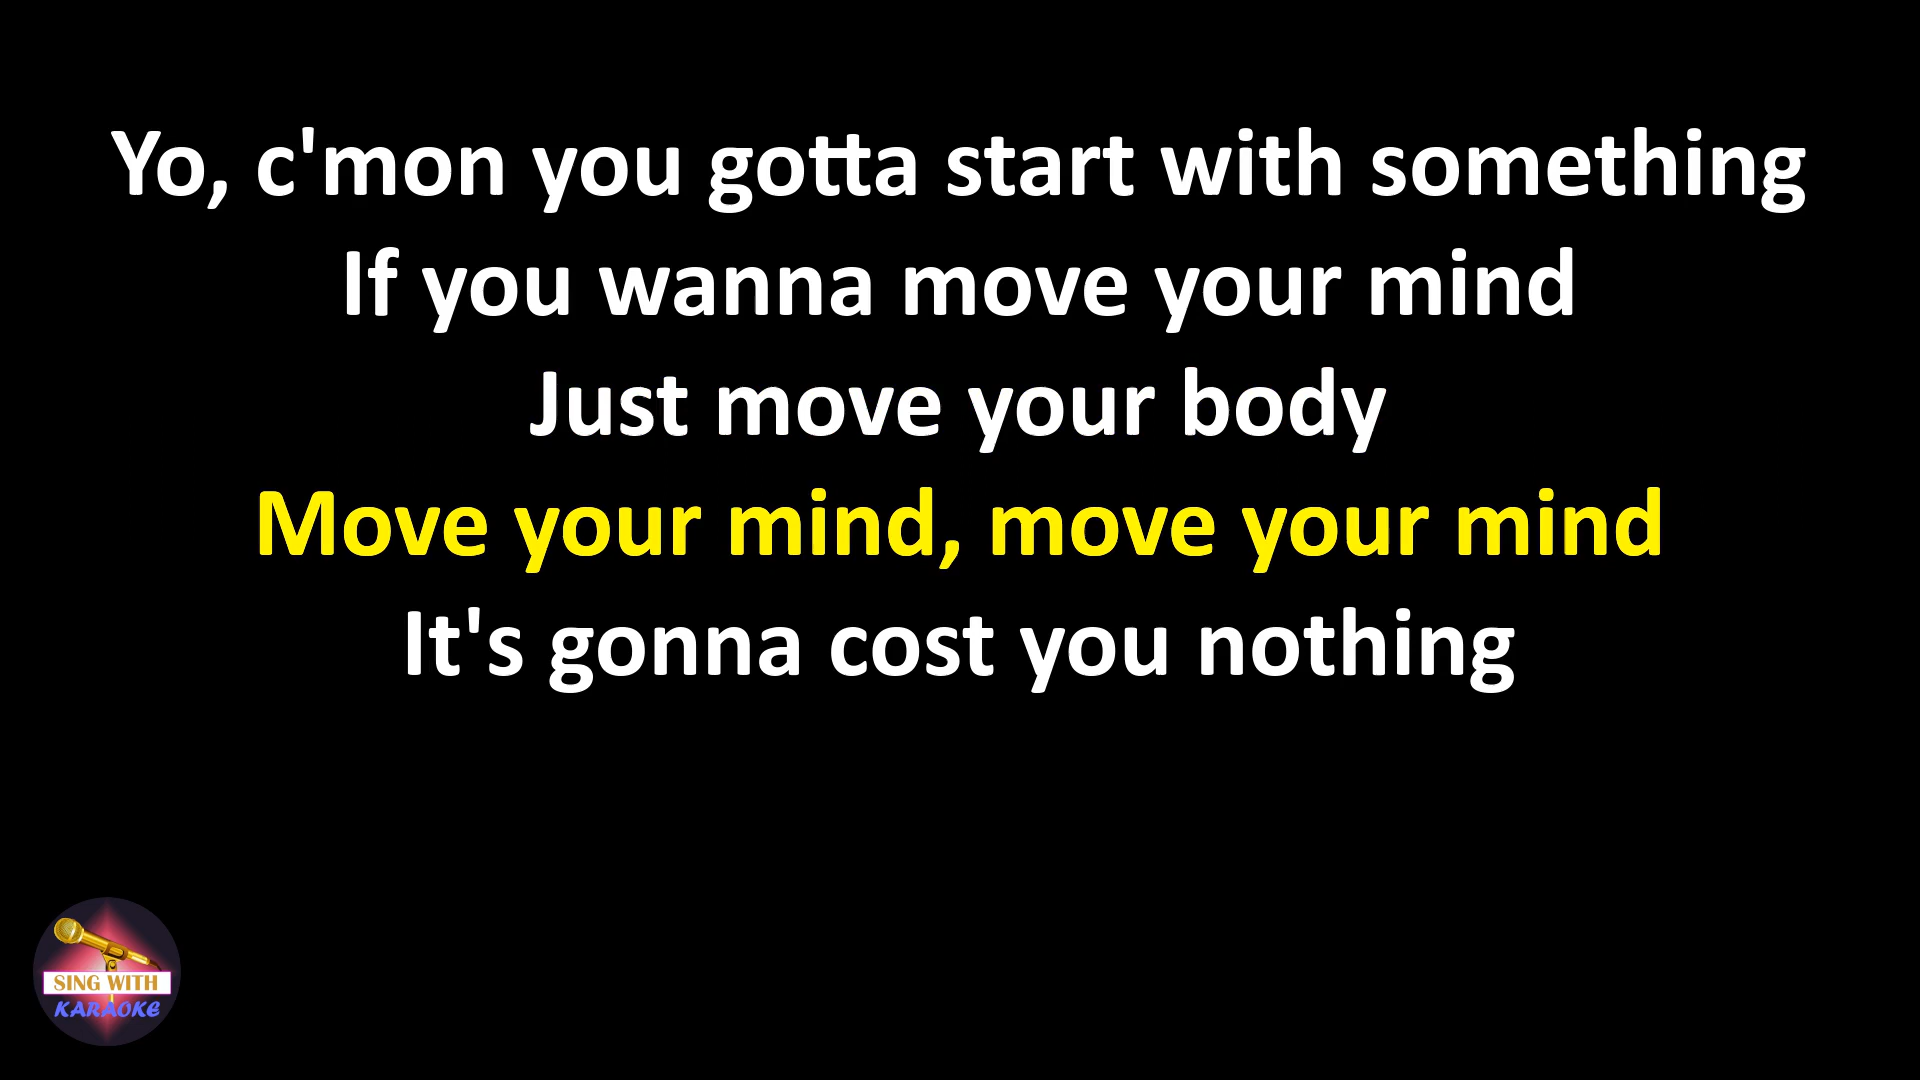 Yo, c'mon you gotta start with something
If you wanna move your mind
Just move your body
Move your mind, move your mind
It's gonna cost you nothing
SING WITH
KARAOKE